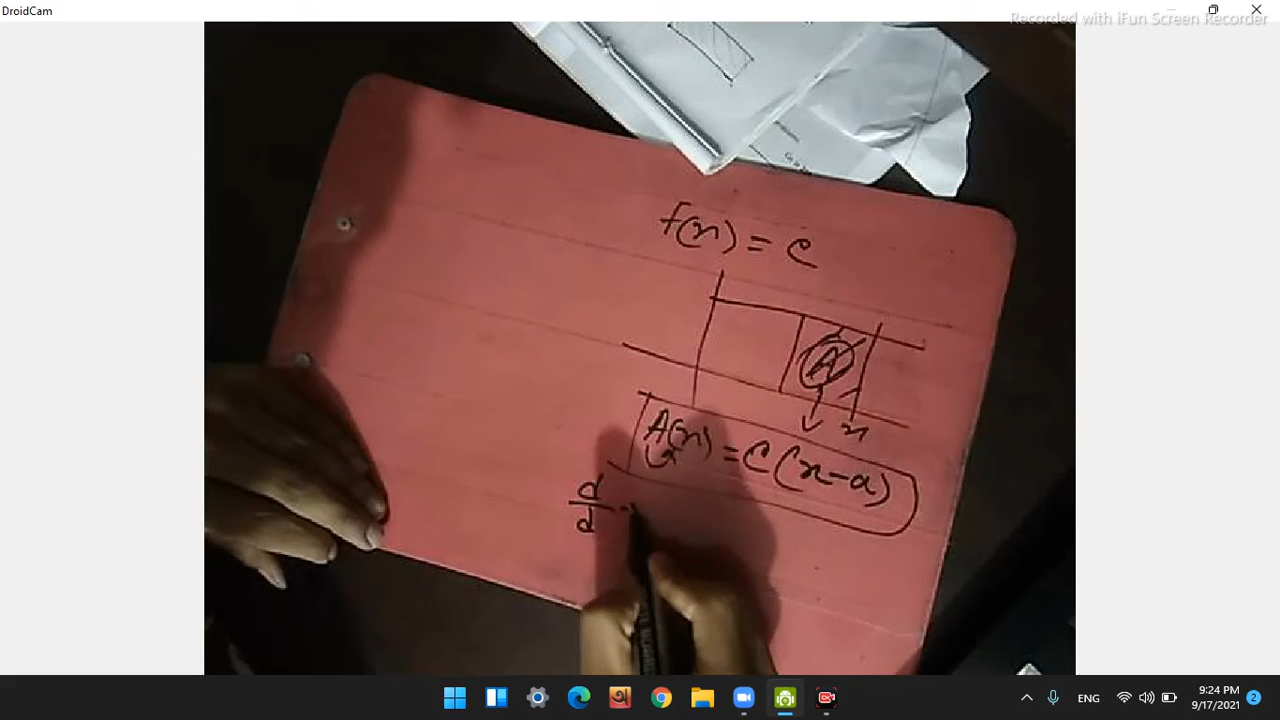 DroidCam
Recorded with iFun Screen Recorder
f(x) = c
A
x
A(x) = c(x-a)
d
d
ENG
9:24 PM
9/17/2021
2